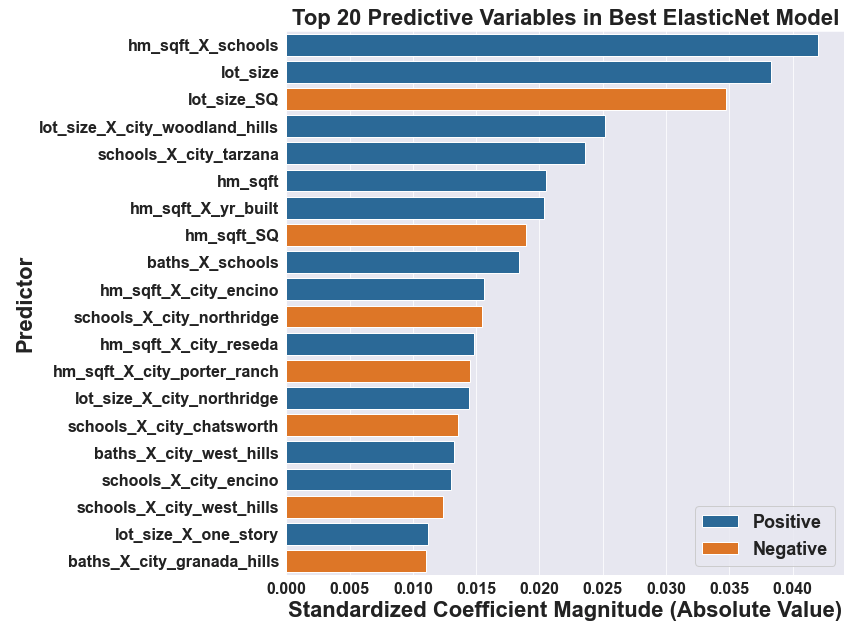 Top 20 Predictive Variables in Best ElasticNet Model
Predictor
hm_sqft_X_schools
lot_size
lot_size_SQ
lot_size_X_city_woodland_hills
schools_X_city_tarzana
hm_sqft
hm_sqft_X_yr_built
hm_sqft_SQ
baths_X_schools
hm_sqft_X_city_encino
schools_X_city_northridge
hm_sqft_X_city_reseda
hm_sqft_X_city_porter_ranch
lot_size_X_city_northridge
schools_X_city_chatsworth
baths_X_city_west_hills
schools_X_city_encino
schools_X_city_west_hills
lot_size_X_one_story
baths_X_city_granada_hills
Positive
Negative
0.000 0.005 0.010 0.015 0.020 0.025 0.030 0.035 0.040
Standardized Coefficient Magnitude (Absolute Value)